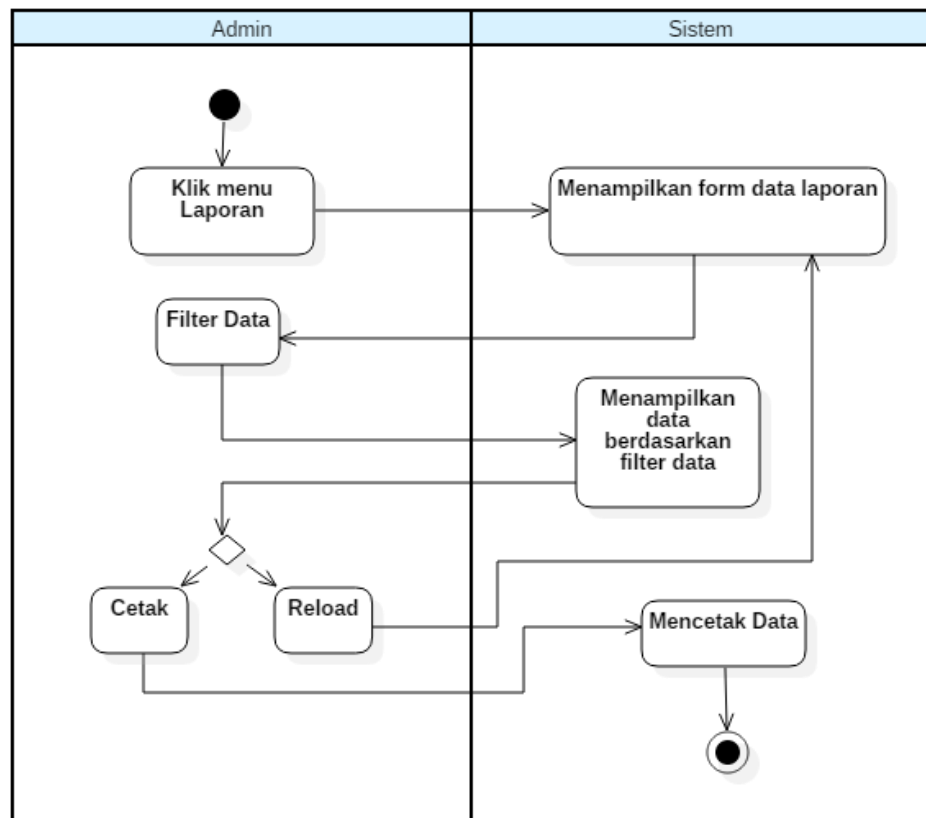 Admin
Sistem
Klik menu
Laporan
Menampilkan form data laporan
Filter Data
Menampilkan
data
berdasarkan
filter data
Cetak
Reload
Mencetak Data